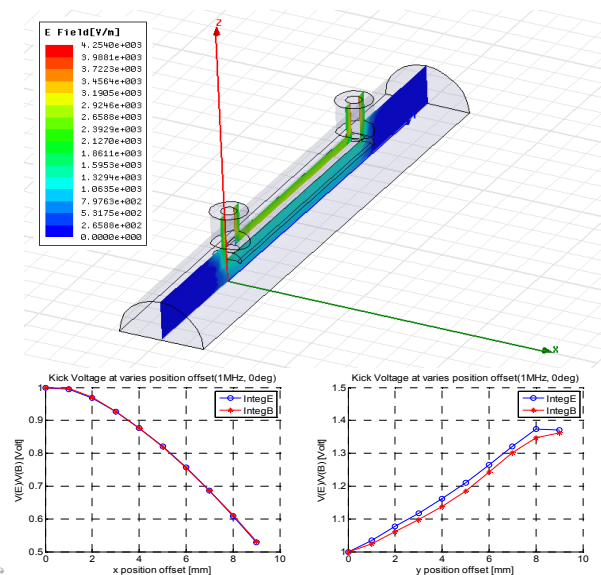 E Field[V/m]
4.2540e+003
3.9881e+003
3.7223e+003
3.4564e+003
3.1905e+003
2.9246e+003
2.6588e+003
2.3929e+003
2.1270e+003
1.8611e+003
1.5953e+003
1.3294e+003
1.0635e+003
7.9763e+002
5.3175e+002
2.6588e+002
0.0000e+000
Z
X
Kick Voltage at varies position offset(1MHz, 0deg)
IntegE
IntegB
V(E)/V(B) [Volt]
1
0.9
0.8
0.7
0.6
0.5
0 2 4 6 8 10
x position offset [mm]
Kick Voltage at varies position offset(1MHz, 0deg)
IntegE
IntegB
V(E)/V(B) [Volt]
1.5
1.4
1.3
1.2
1.1
1
0 2 4 6 8 10
y position offset [mm]